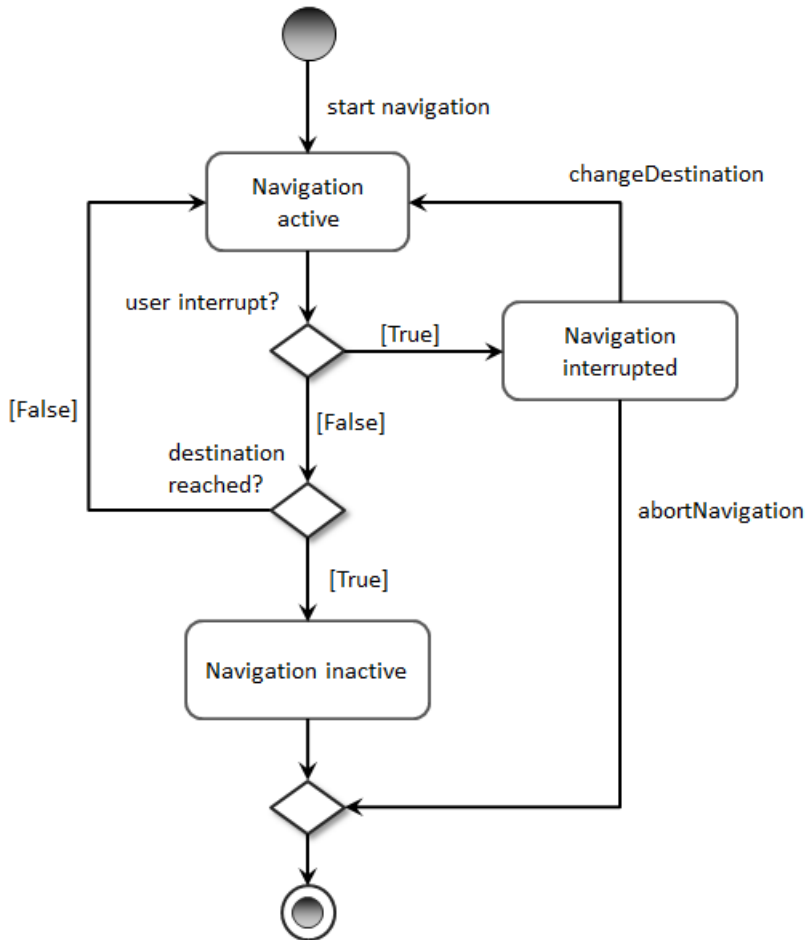 start navigation
Navigation
active
changeDestination
user interrupt?
[True]
Navigation
interrupted
[False]
[False]
destination
reached?
abortNavigation
[True]
Navigation inactive